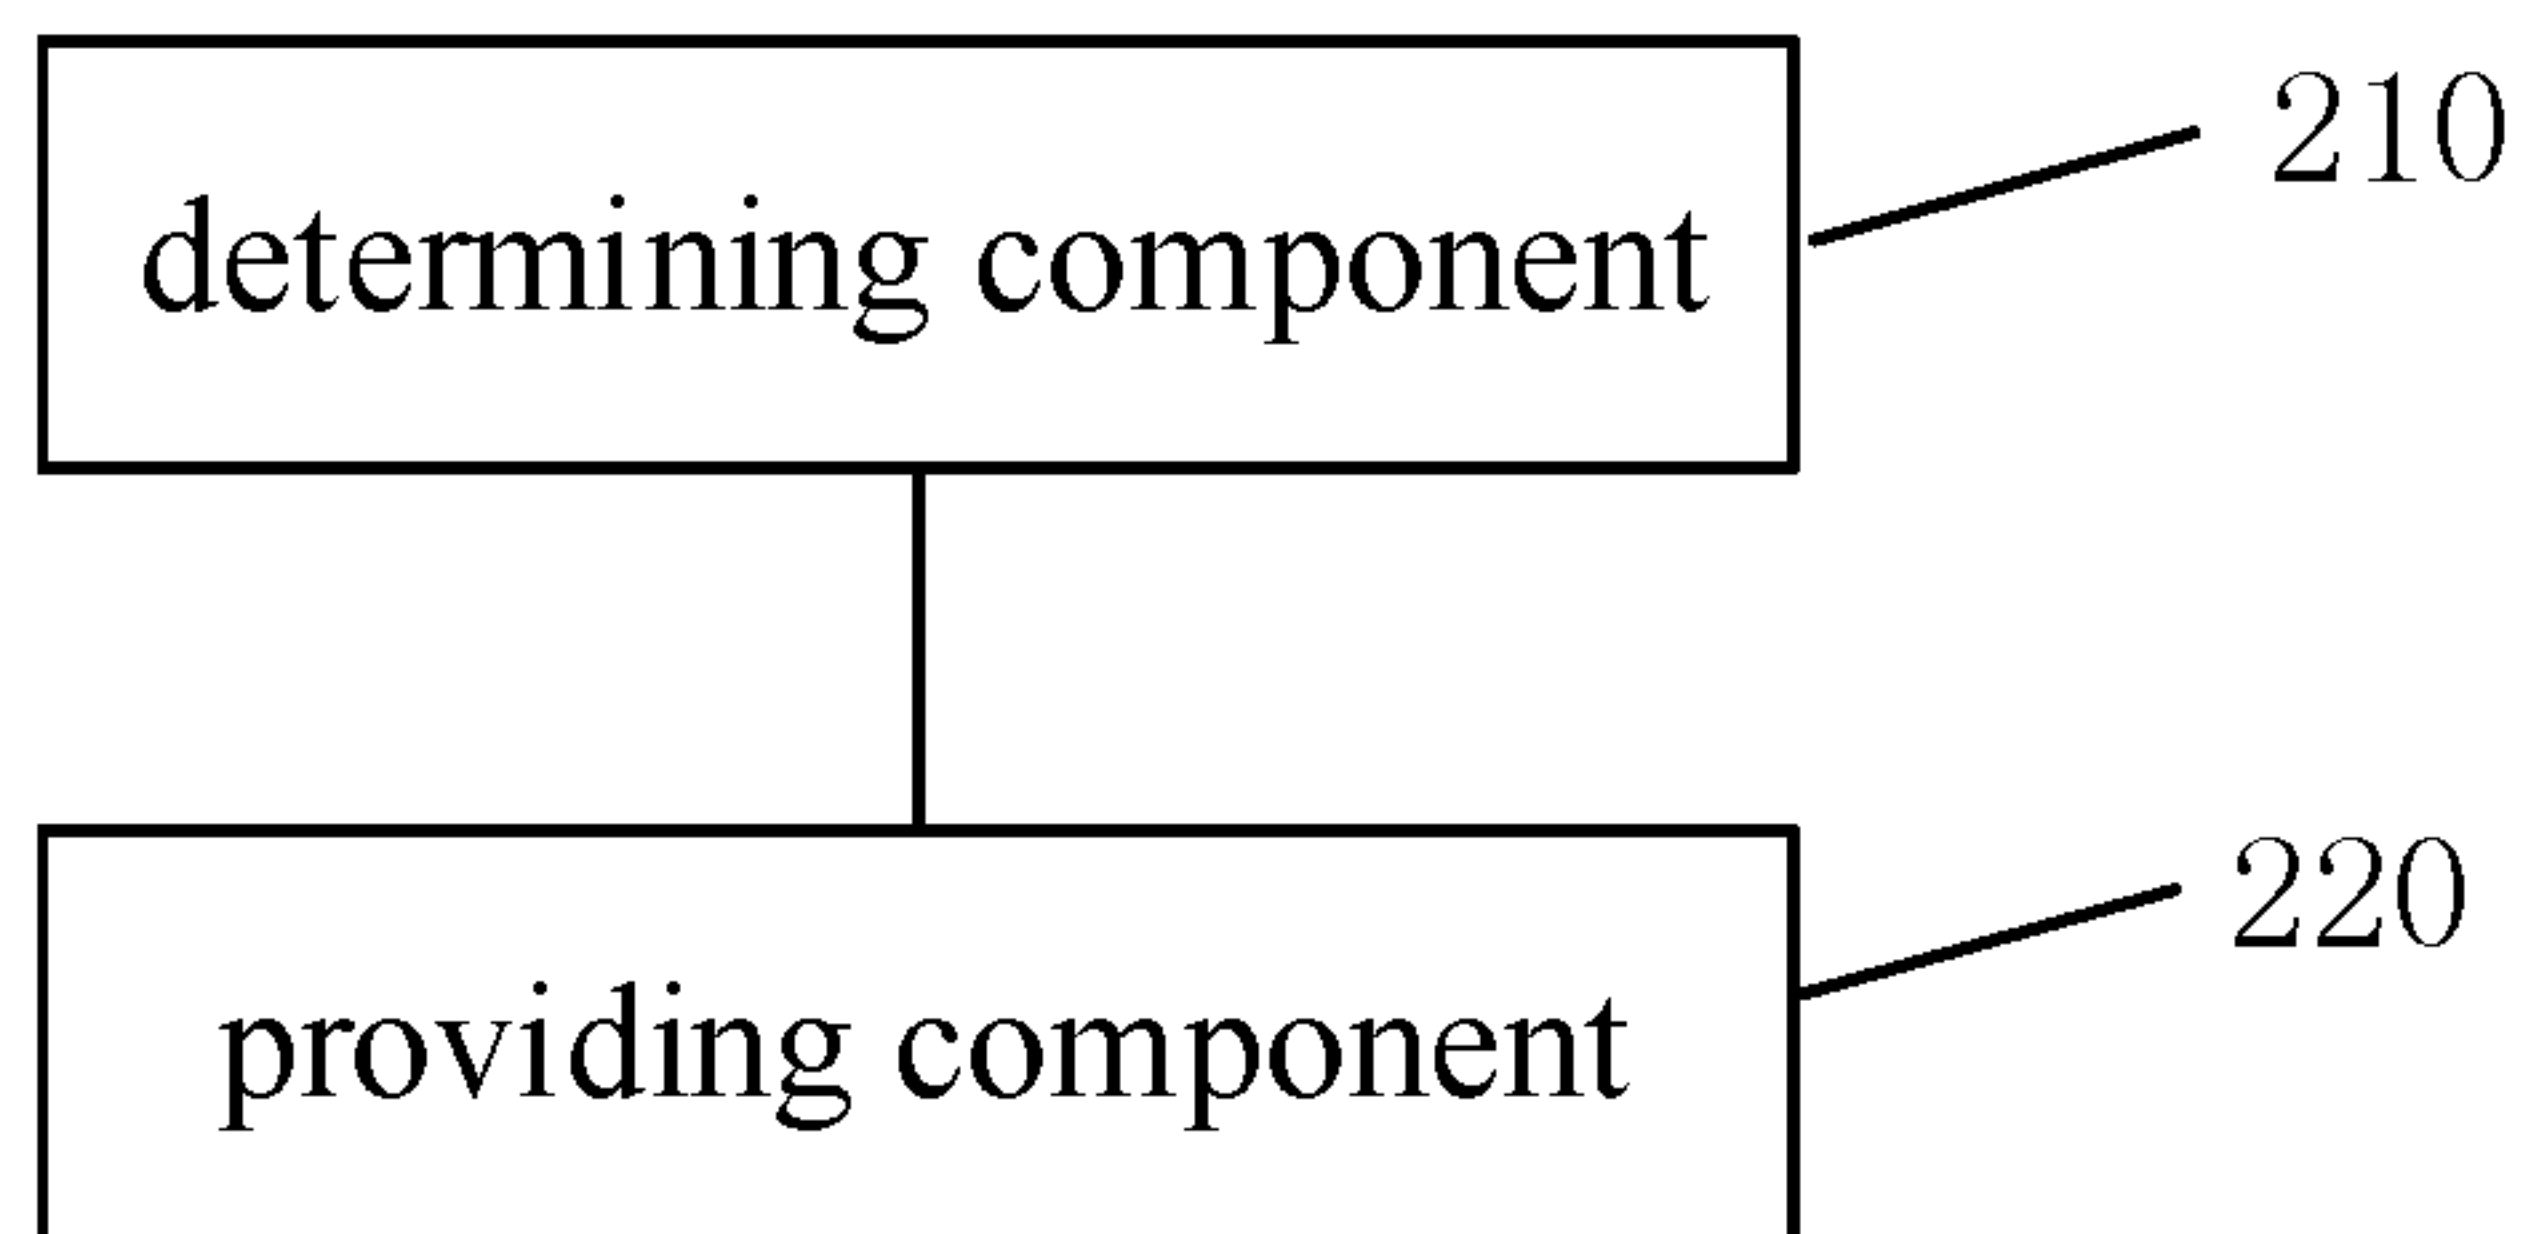 210
determining component
220
providing component